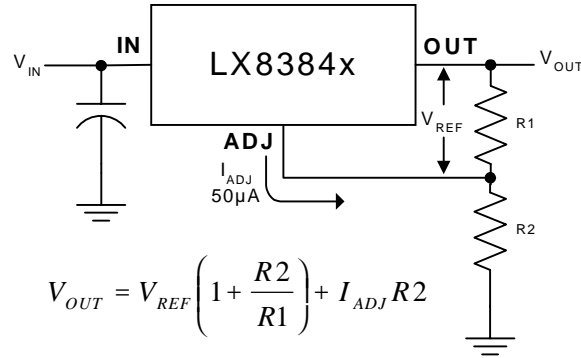 IN
LX8384x
OUT
V_IN
V_OUT
V_REF
R1
ADJ
I_ADJ
50µA
R2
V_OUT = V_REF(1 + R2/R1) + I_ADJ R2